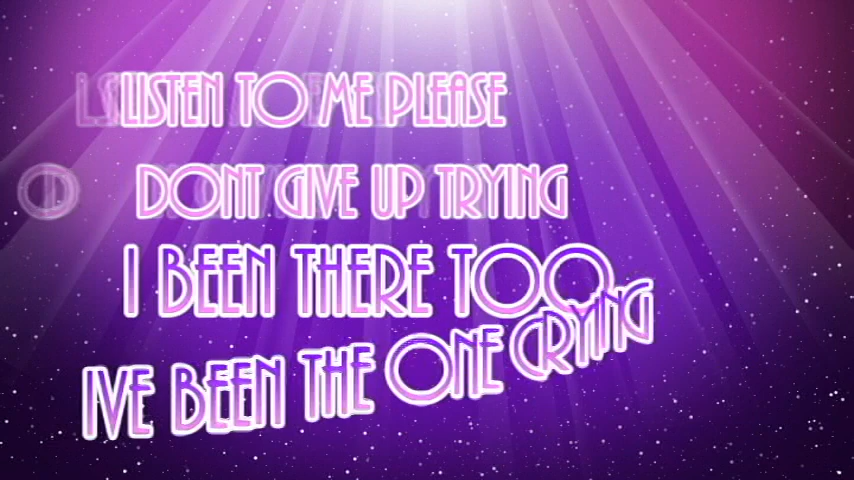 LISTEN TO ME PLEASE
DONT GIVE UP TRYING
I BEEN THERE TOO
IVE BEEN THE ONE CRYING